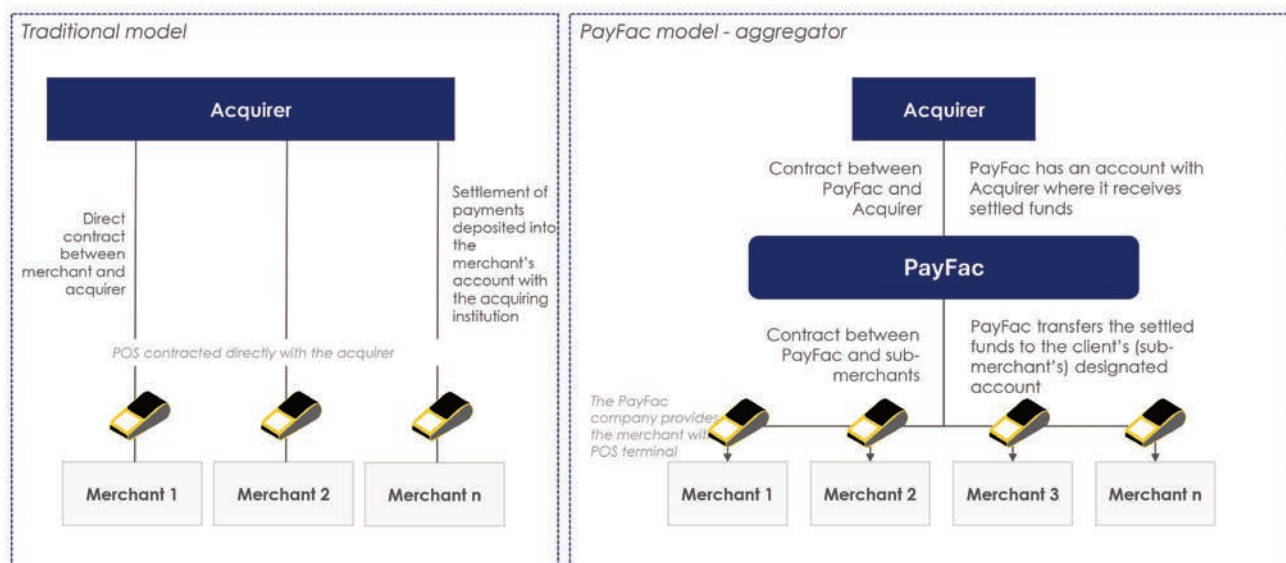 Traditional model
Acquirer
Direct
contract
between
merchant and
acquirer
Settlement of
payments
deposited into
the
merchant's
account with
the acquiring
institution
POS contracted directly with the acquirer
Merchant 1
Merchant 2
Merchant n
PayFac model - aggregator
Acquirer
Contract between
PayFac and
Acquirer
PayFac has an account with
Acquirer where it receives
settled funds
PayFac
Contract between
PayFac and sub-
merchants
PayFac transfers the settled
funds to the client's (sub-
merchant's) designated
account
The PayFac
company provides
the merchant with
POS terminal
Merchant 1
Merchant 2
Merchant 3
Merchant n